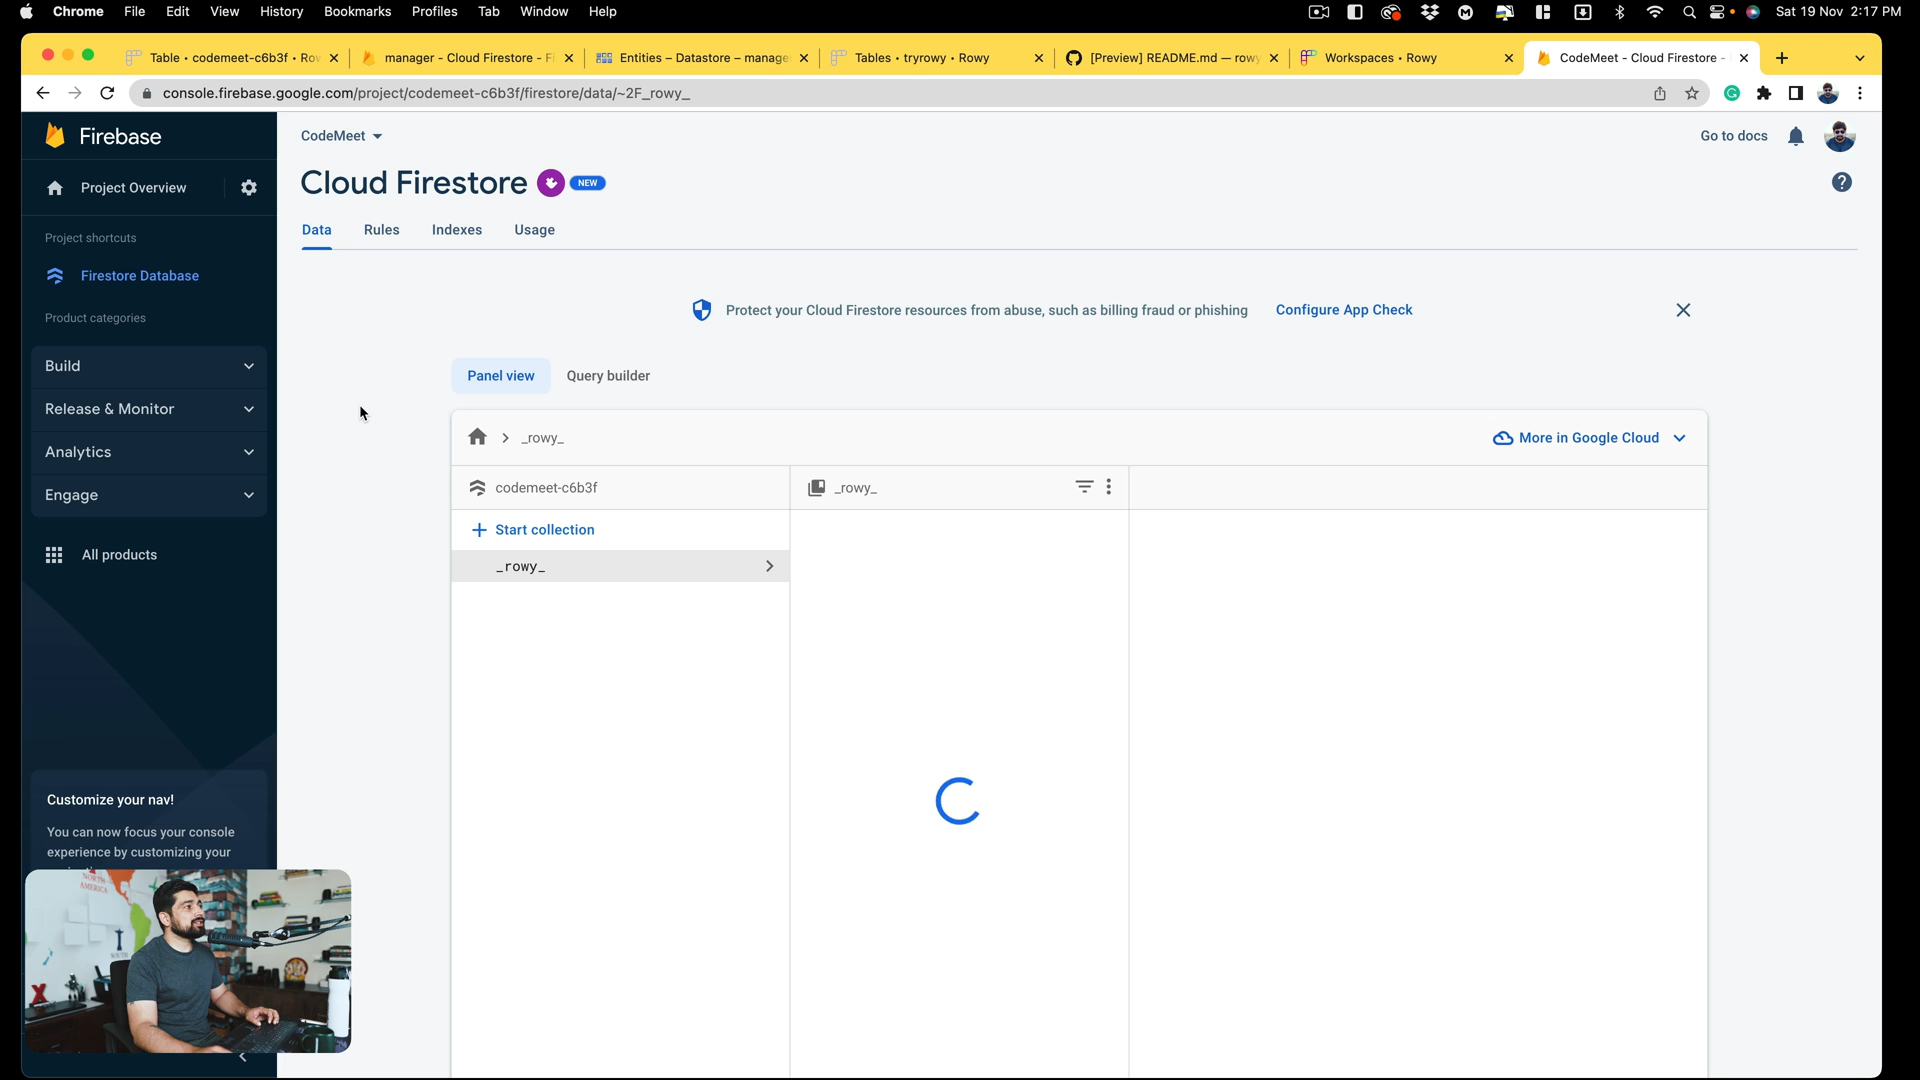 Chrome File Edit View History Bookmarks Profiles Tab Window Help Sat 19 Nov 2:17 PM
Table • codemeet-c6b3f • Row manager - Cloud Firestore - Fi Entities – Datastore – manage Tables • tryrowy • Rowy [Preview] README.md — rowy Workspaces • Rowy CodeMeet - Cloud Firestore -
console.firebase.google.com/project/codemeet-c6b3f/firestore/data/~2F_rowy_
Firebase
Project Overview
Project shortcuts
Firestore Database
Product categories
Build
Release & Monitor
Analytics
Engage
All products
Customize your nav!
You can now focus your console
experience by customizing your
CodeMeet
Go to docs
Cloud Firestore NEW
Data Rules Indexes Usage
Protect your Cloud Firestore resources from abuse, such as billing fraud or phishing Configure App Check
Panel view Query builder
_rowy_
More in Google Cloud
codemeet-c6b3f
_rowy_
Start collection
_rowy_
NORTH
AMERICA